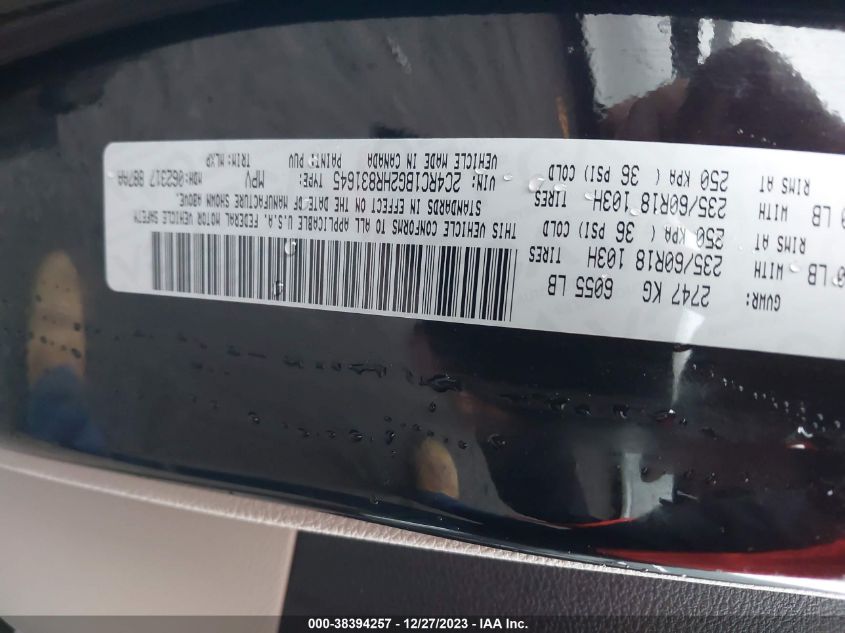 GVWR: 2747 KG 6055 LB
0 LB WITH 235/60R18 103H TIRES
RIMS AT 250 KPA ( 36 PSI) COLD
0 LB WITH 235/60R18 103H TIRES
RIMS AT 250 KPA ( 36 PSI) COLD
THIS VEHICLE CONFORMS TO ALL APPLICABLE U.S.A. FEDERAL MOTOR VEHICLE SAFETY
STANDARDS IN EFFECT ON THE DATE OF MANUFACTURE SHOWN ABOVE.
VIN: 2C4RC1BG2HR831645 TYPE: MPV MDH:062317
VEHICLE MADE IN CANADA PAINT: PUV TRIM:
000-38394257 - 12/27/2023 - IAA Inc.